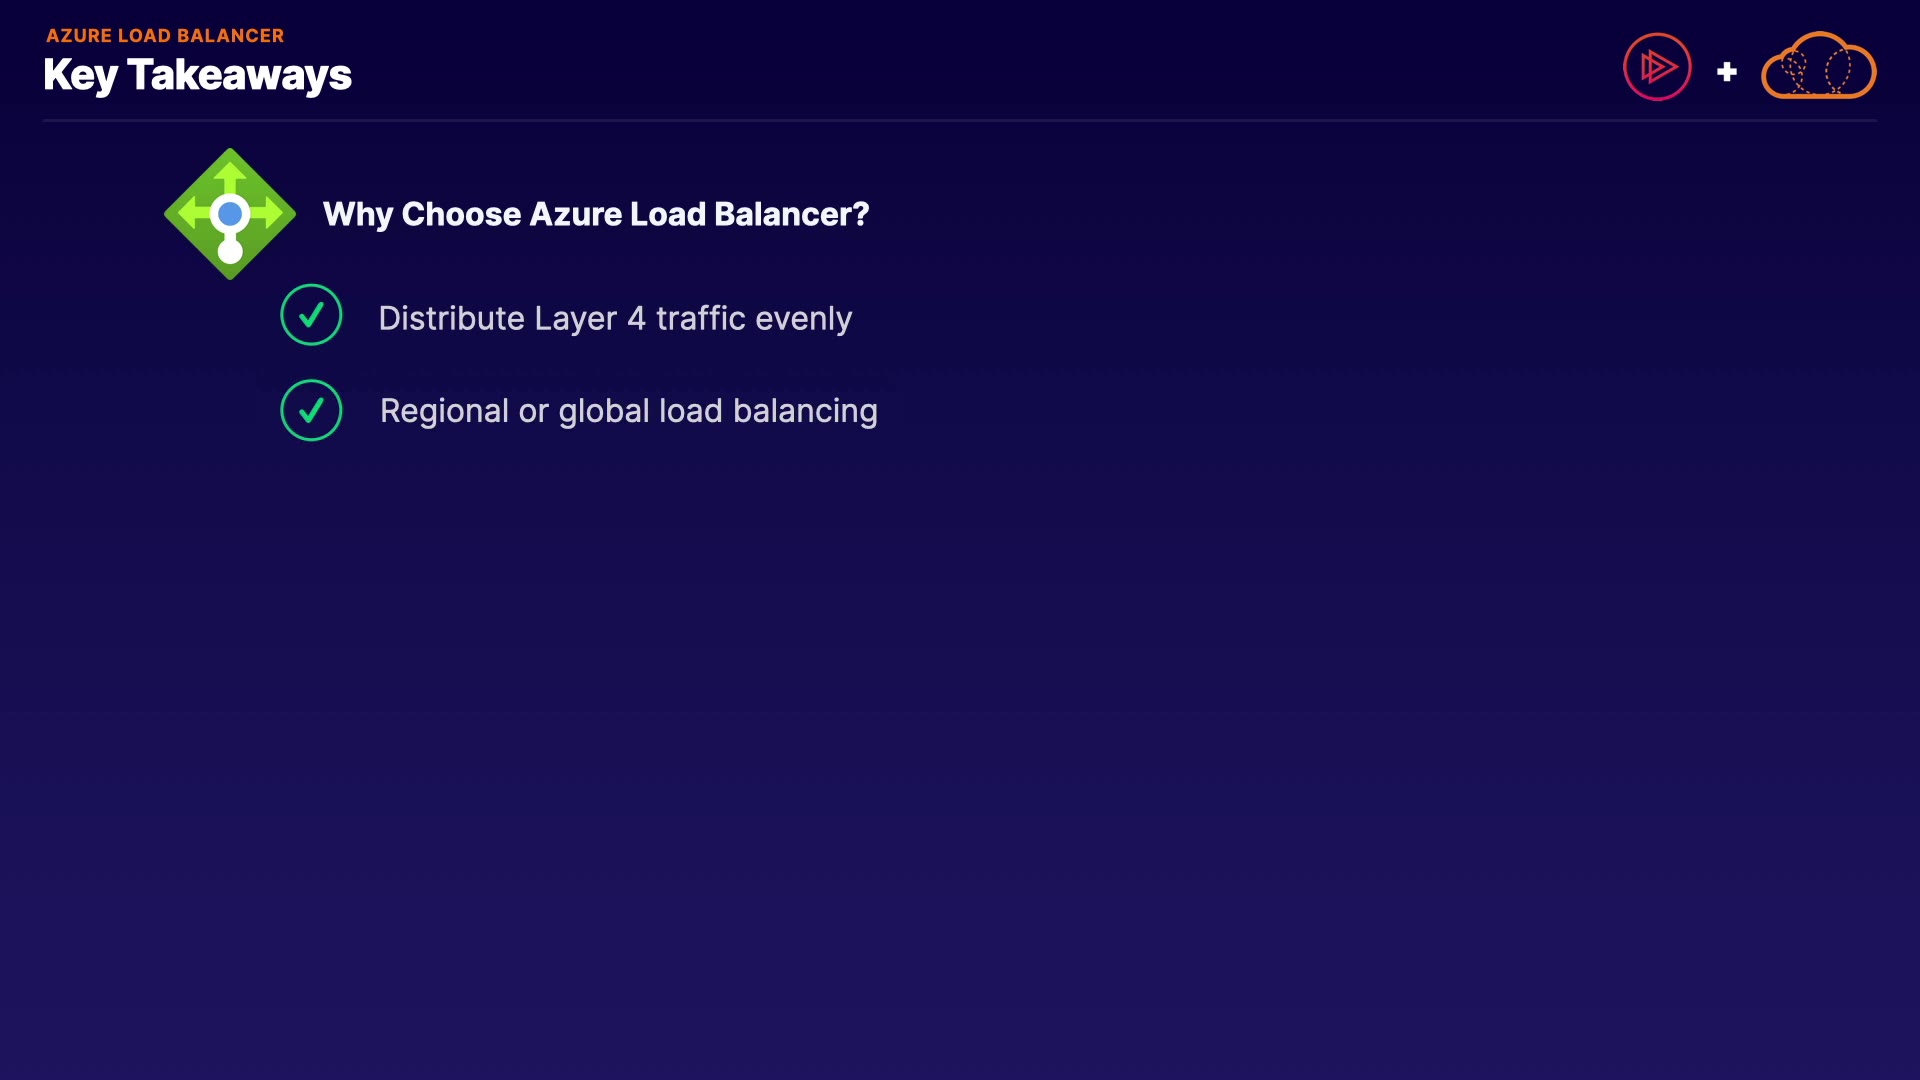 AZURE LOAD BALANCER
Key Takeaways
Why Choose Azure Load Balancer?
Distribute Layer 4 traffic evenly
Regional or global load balancing